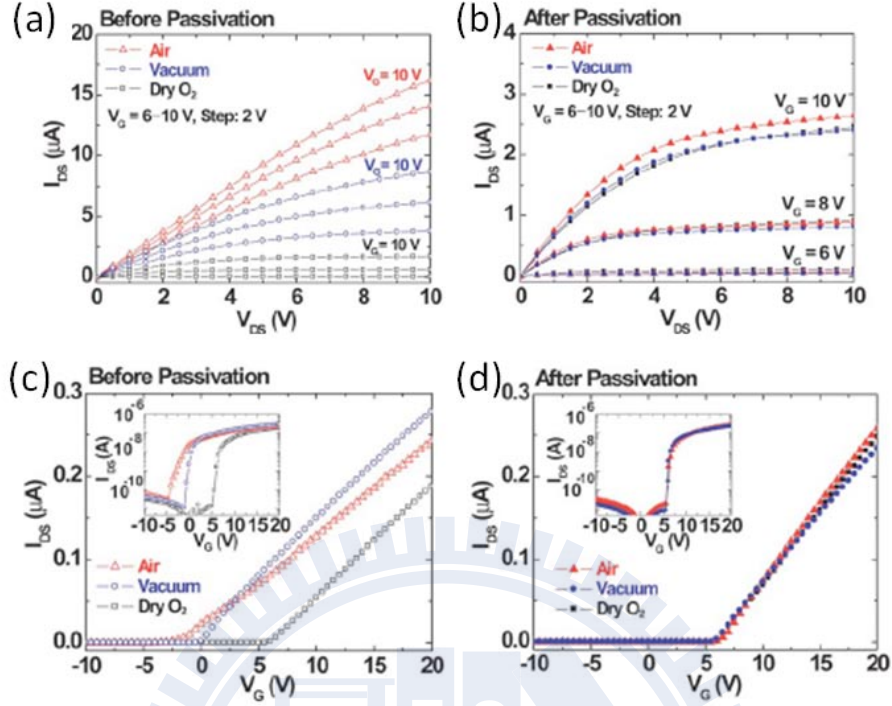 (a)
Before Passivation
20
15
10
5
0
I_DS (μA)
Air
Vacuum
Dry O₂
V_G = 6–10 V, Step: 2 V
V_G = 10 V
V_G = 10 V
V_G = 10 V
0 2 4 6 8 10
V_DS (V)
(b)
After Passivation
4
3
2
1
0
I_DS (μA)
Air
Vacuum
Dry O₂
V_G = 6–10 V, Step: 2 V
V_G = 10 V
V_G = 8 V
V_G = 6 V
0 2 4 6 8 10
V_DS (V)
(c)
Before Passivation
0.3
0.2
0.1
0.0
I_DS (μA)
10⁻⁶
10⁻⁸
10⁻¹⁰
I_DS (A)
-10 -5 0 5 10 15 20
V_G (V)
Air
Vacuum
Dry O₂
-10 -5 0 5 10 15 20
V_G (V)
(d)
After Passivation
0.3
0.2
0.1
0.0
I_DS (μA)
10⁻⁶
10⁻⁸
10⁻¹⁰
I_DS (A)
-10 -5 0 5 10 15 20
V_G (V)
Air
Vacuum
Dry O₂
-10 -5 0 5 10 15 20
V_G (V)